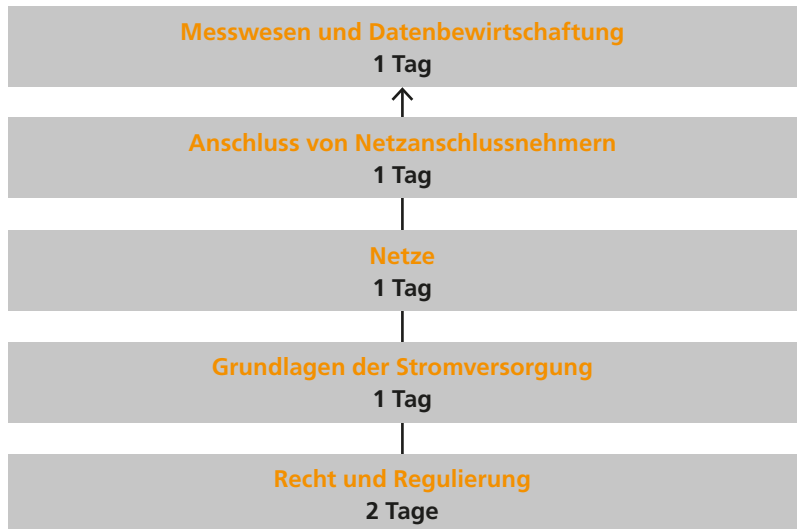 Messwesen und Datenbewirtschaftung
1 Tag
Anschluss von Netzanschlussnehmern
1 Tag
Netze
1 Tag
Grundlagen der Stromversorgung
1 Tag
Recht und Regulierung
2 Tage